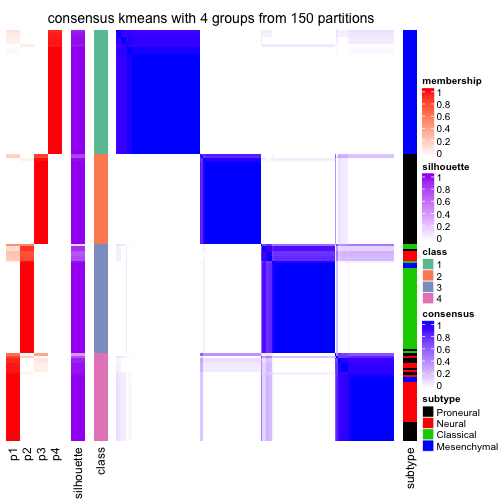 consensus kmeans with 4 groups from 150 partitions
membership
1
0.8
0.6
0.4
0.2
0
silhouette
1
0.8
0.6
0.4
0.2
0
class
1
2
3
4
consensus
1
0.8
0.6
0.4
0.2
0
subtype
Proneural
Neural
Classical
Mesenchymal
p1
p2
p3
p4
silhouette
class
subtype